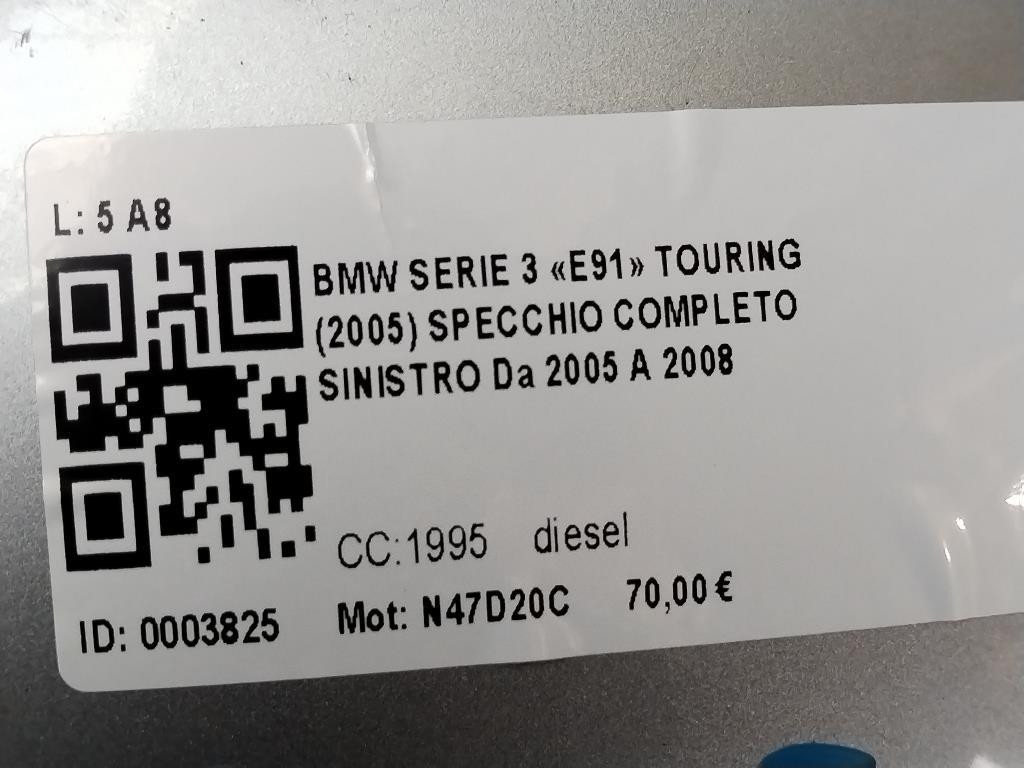 L: 5 A8
BMW SERIE 3 «E91» TOURING
(2005) SPECCHIO COMPLETO
SINISTRO Da 2005 A 2008
CC:1995 diesel
ID: 0003825 Mot: N47D20C 70,00 €